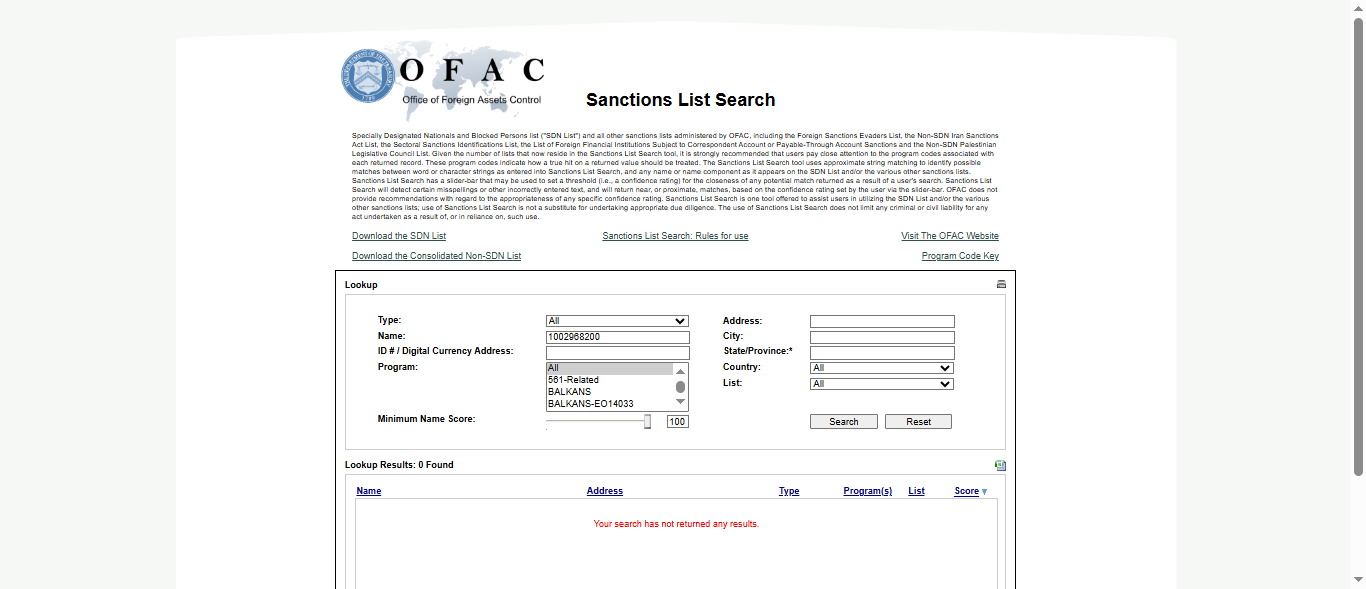 OFAC
Office of Foreign Assets Control
Sanctions List Search
Specially Designated Nationals and Blocked Persons list ("SDN List") and all other sanctions lists administered by OFAC, including the Foreign Sanctions Evaders List, the Non-SDN Iran Sanctions
Act List, the Sectoral Sanctions Identifications List, the List of Foreign Financial Institutions Subject to Correspondent Account or Payable-Through Account Sanctions and the Non-SDN Palestinian
Legislative Council List. Given the number of lists that now reside in the Sanctions List Search tool, it is strongly recommended that users pay close attention to the program codes associated with
each returned record. These program codes indicate how a true hit on a returned value should be treated. The Sanctions List Search tool uses approximate string matching to identify possible
matches between word or character strings as entered into Sanctions List Search, and any name or name component as it appears on the SDN List and/or the various other sanctions lists.
Sanctions List Search has a slider-bar that may be used to set a threshold (i.e., a confidence rating) for the closeness of any potential match returned as a result of a user's search. Sanctions List
Search will detect certain misspellings or other incorrectly entered text, and will return near, or proximate, matches, based on the confidence rating set by the user via the slider-bar. OFAC does not
provide recommendations with regard to the appropriateness of any specific confidence rating. Sanctions List Search is one tool offered to assist users in utilizing the SDN List and/or the various
other sanctions lists; use of Sanctions List Search is not a substitute for undertaking appropriate due diligence. The use of Sanctions List Search does not limit any criminal or civil liability for any
act undertaken as a result of, or in reliance on, such use.
Download the SDN List Sanctions List Search: Rules for use Visit The OFAC Website
Download the Consolidated Non-SDN List Program Code Key
Lookup
Type: All Address:
Name: 1002968200 City:
ID # / Digital Currency Address: State/Province:*
Program: All Country: All
561-Related List: All
BALKANS
BALKANS-EO14033
Minimum Name Score: 100 Search Reset
Lookup Results: 0 Found
Name Address Type Program(s) List Score
Your search has not returned any results.